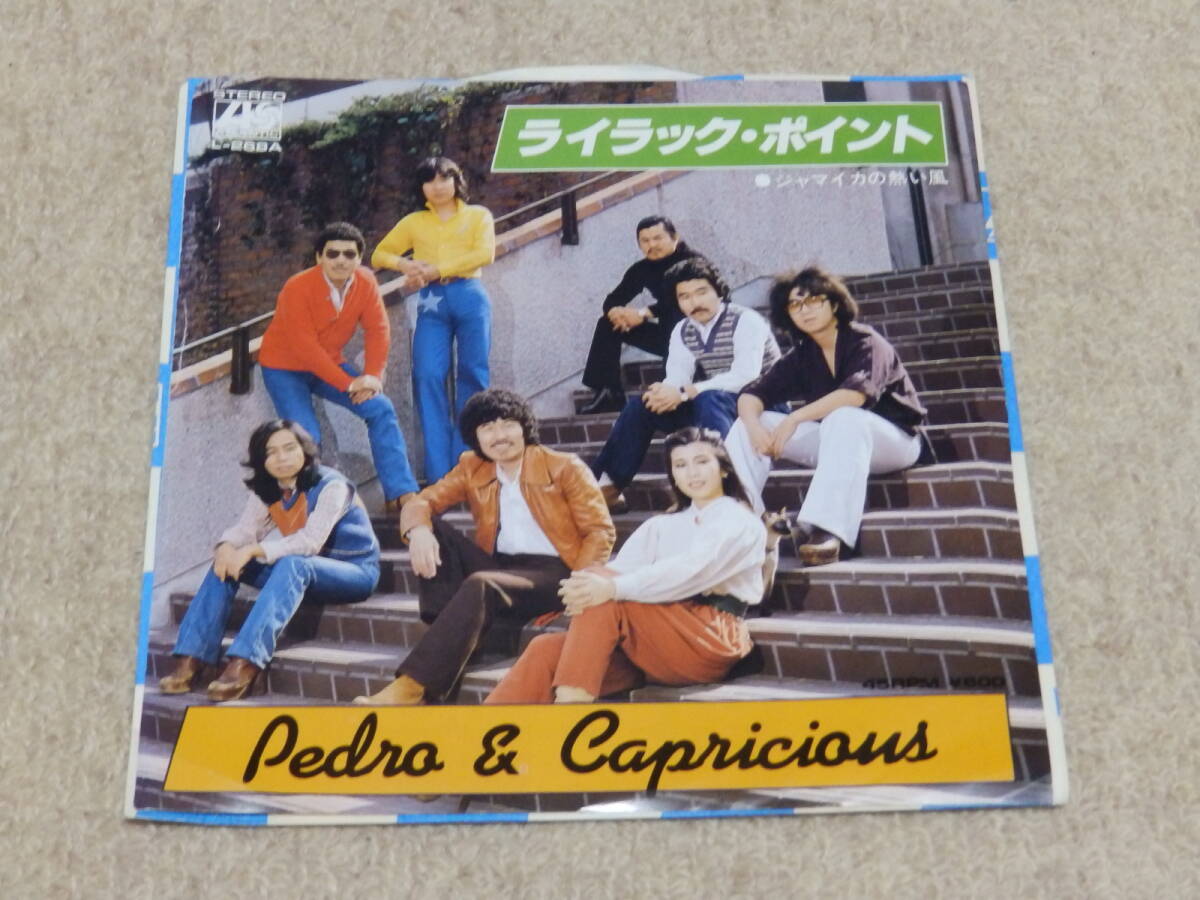 STEREO
L-268A
ライラック・ポイント
●ジャマイカの熱い風
45RPM ¥600
Pedro & Capricious